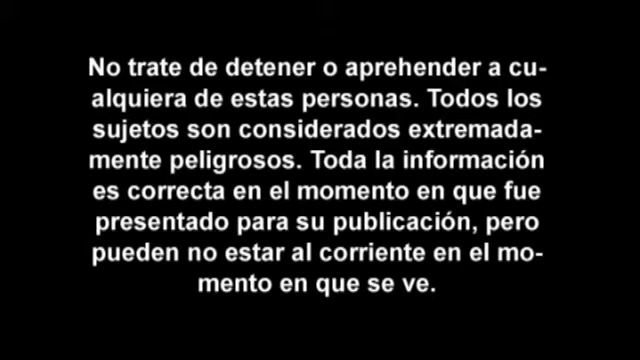 No trate de detener o aprehender a cu-
alquiera de estas personas. Todos los
sujetos son considerados extremada-
mente peligrosos. Toda la información
es correcta en el momento en que fue
presentado para su publicación, pero
pueden no estar al corriente en el mo-
mento en que se ve.